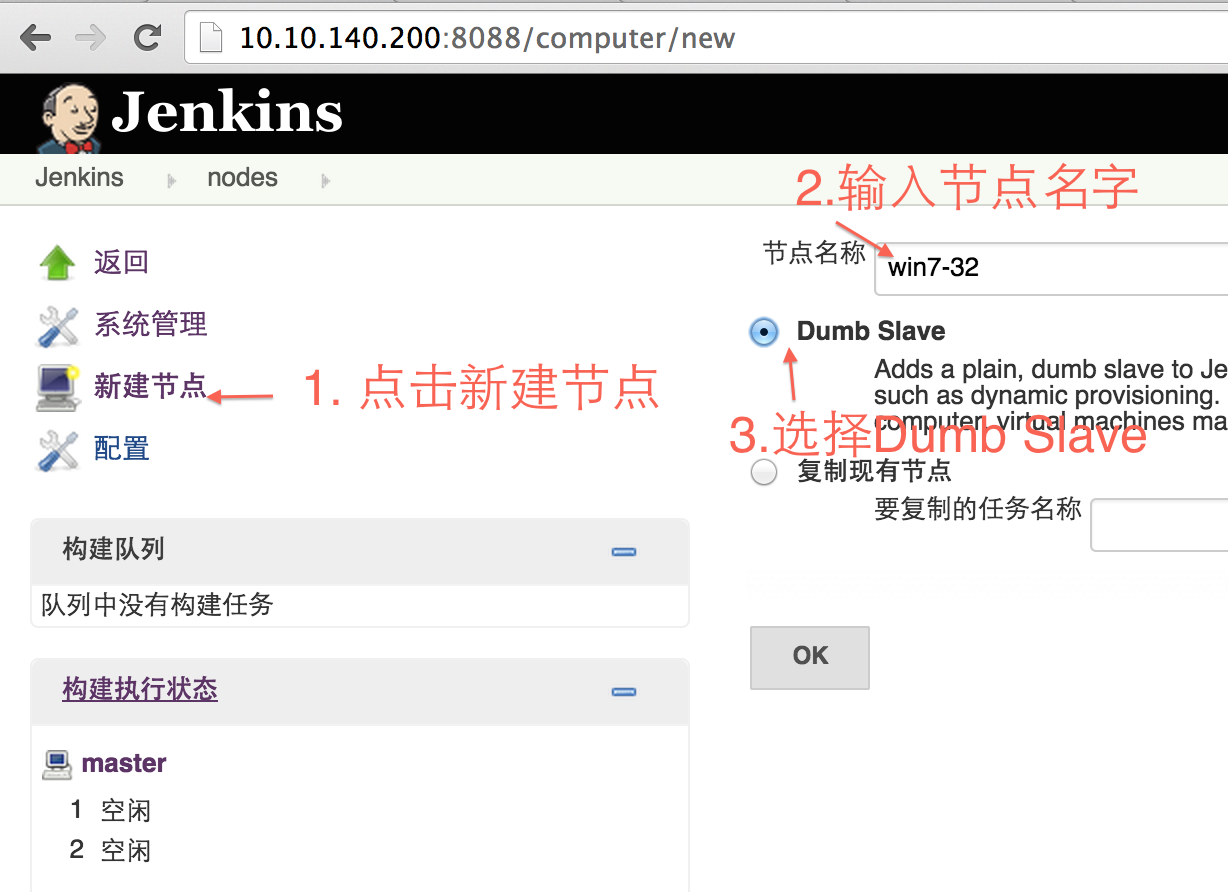 10.10.140.200:8088/computer/new
Jenkins
Jenkins nodes
2.输入节点名字
返回
节点名称 win7-32
系统管理
Dumb Slave
Adds a plain, dumb slave to Je
such as dynamic provisioning.
computer, virtual machines ma
新建节点
1. 点击新建节点
3.选择Dumb Slave
配置
复制现有节点
要复制的任务名称
构建队列
队列中没有构建任务
OK
构建执行状态
master
1 空闲
2 空闲